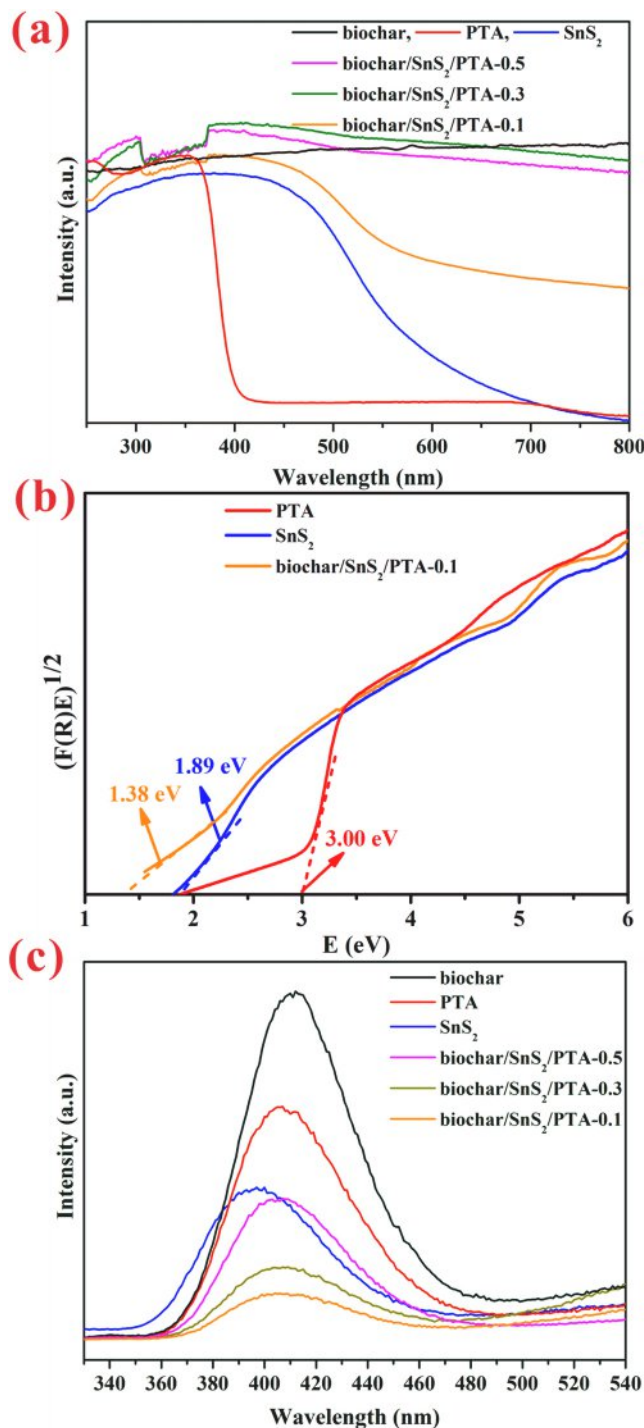 (a)
biochar, PTA, SnS₂
biochar/SnS₂/PTA-0.5
biochar/SnS₂/PTA-0.3
biochar/SnS₂/PTA-0.1
Intensity (a.u.)
300 400 500 600 700 800
Wavelength (nm)
(b)
PTA
SnS₂
biochar/SnS₂/PTA-0.1
(F(R)E)^1/2
1.89 eV
1.38 eV
3.00 eV
1 2 3 4 5 6
E (eV)
(c)
biochar
PTA
SnS₂
biochar/SnS₂/PTA-0.5
biochar/SnS₂/PTA-0.3
biochar/SnS₂/PTA-0.1
Intensity (a.u.)
340 360 380 400 420 440 460 480 500 520 540
Wavelength (nm)